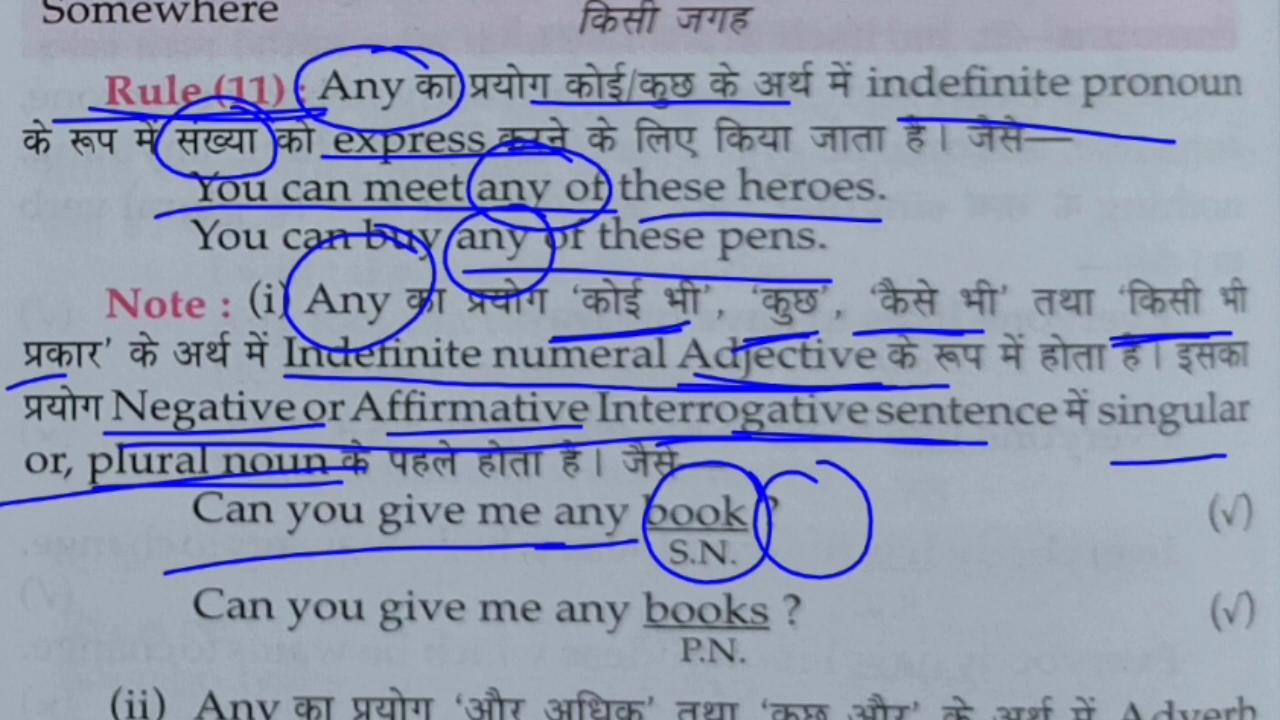 Somewhere किसी जगह
Rule (11) : Any का प्रयोग कोई/कुछ के अर्थ में indefinite pronoun
के रूप में संख्या को express करने के लिए किया जाता है। जैसे—
You can meet any of these heroes.
You can buy any of these pens.
Note : (i) Any का प्रयोग ‘कोई भी’, ‘कुछ’, ‘कैसे भी’ तथा ‘किसी भी
प्रकार’ के अर्थ में Indefinite numeral Adjective के रूप में होता है। इसका
प्रयोग Negative or Affirmative Interrogative sentence में singular
or, plural noun के पहले होता है। जैसे—
Can you give me any book ? (√)
S.N.
Can you give me any books ? (√)
P.N.
(ii) Any का प्रयोग ‘और अधिक’ तथा ‘कुछ और’ के अर्थ में Adverb